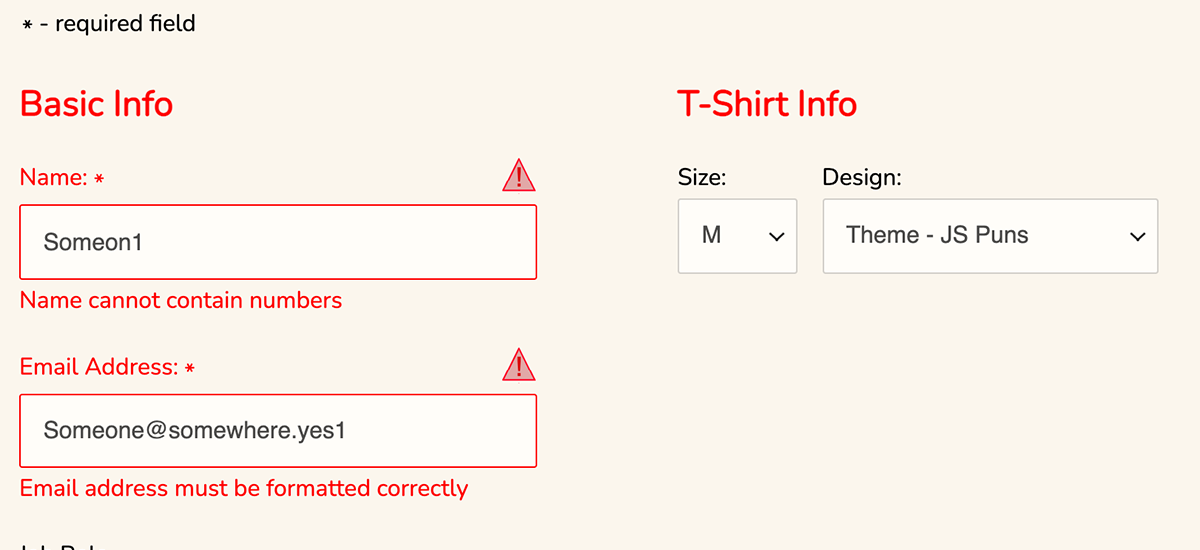 * - required field
Basic Info
Name: *
Someon1
Name cannot contain numbers
Email Address: *
Someone@somewhere.yes1
Email address must be formatted correctly
T-Shirt Info
Size:
M
Design:
Theme - JS Puns